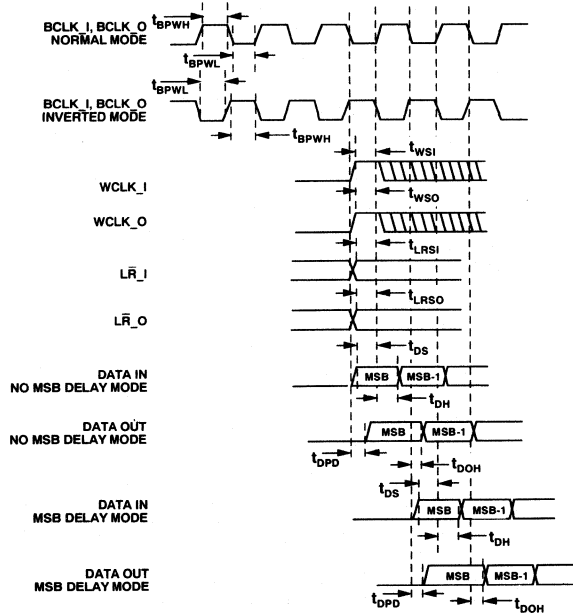 tBPWH
BCLK_I, BCLK_O
NORMAL MODE
tBPWL
tBPWL
BCLK_I, BCLK_O
INVERTED MODE
tBPWH
tWSI
WCLK_I
tWSO
WCLK_O
tLRSI
LR̅_I
tLRSO
LR̅_O
tDS
DATA IN
NO MSB DELAY MODE
MSB
MSB-1
tDH
DATA OUT
NO MSB DELAY MODE
MSB
MSB-1
tDPD
tDOH
tDS
DATA IN
MSB DELAY MODE
MSB
MSB-1
tDH
DATA OUT
MSB DELAY MODE
MSB
MSB-1
tDPD
tDOH